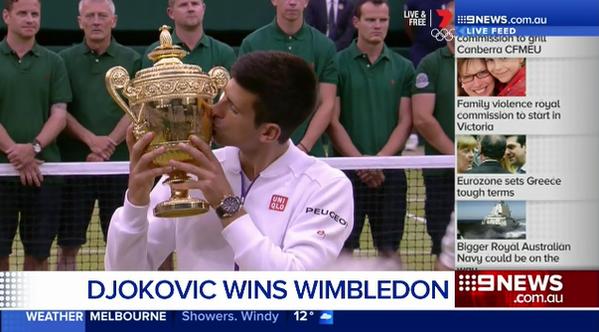 LIVE
& FREE
7
9NEWS.com.au
LIVE FEED
commission to grill
Canberra CFMEU
Family violence royal
commission to start in
Victoria
Eurozone sets Greece
tough terms
Bigger Royal Australian
Navy could be on the
way
UNIQLO
PEUGEOT
DJOKOVIC WINS WIMBLEDON
9NEWS.com.au
WEATHER MELBOURNE Showers. Windy 12°